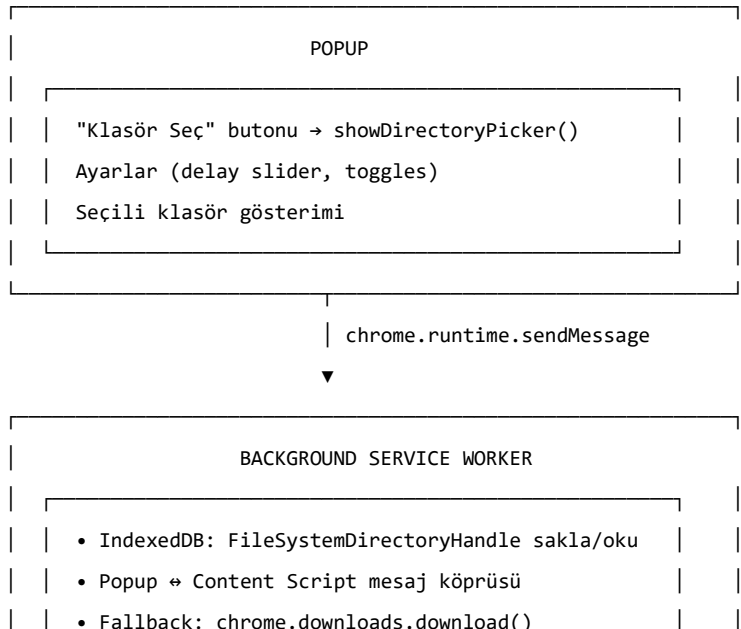 POPUP
"Klasör Seç" butonu → showDirectoryPicker()
Ayarlar (delay slider, toggles)
Seçili klasör gösterimi
chrome.runtime.sendMessage
BACKGROUND SERVICE WORKER
• IndexedDB: FileSystemDirectoryHandle sakla/oku
• Popup ↔ Content Script mesaj köprüsü
• Fallback: chrome.downloads.download()